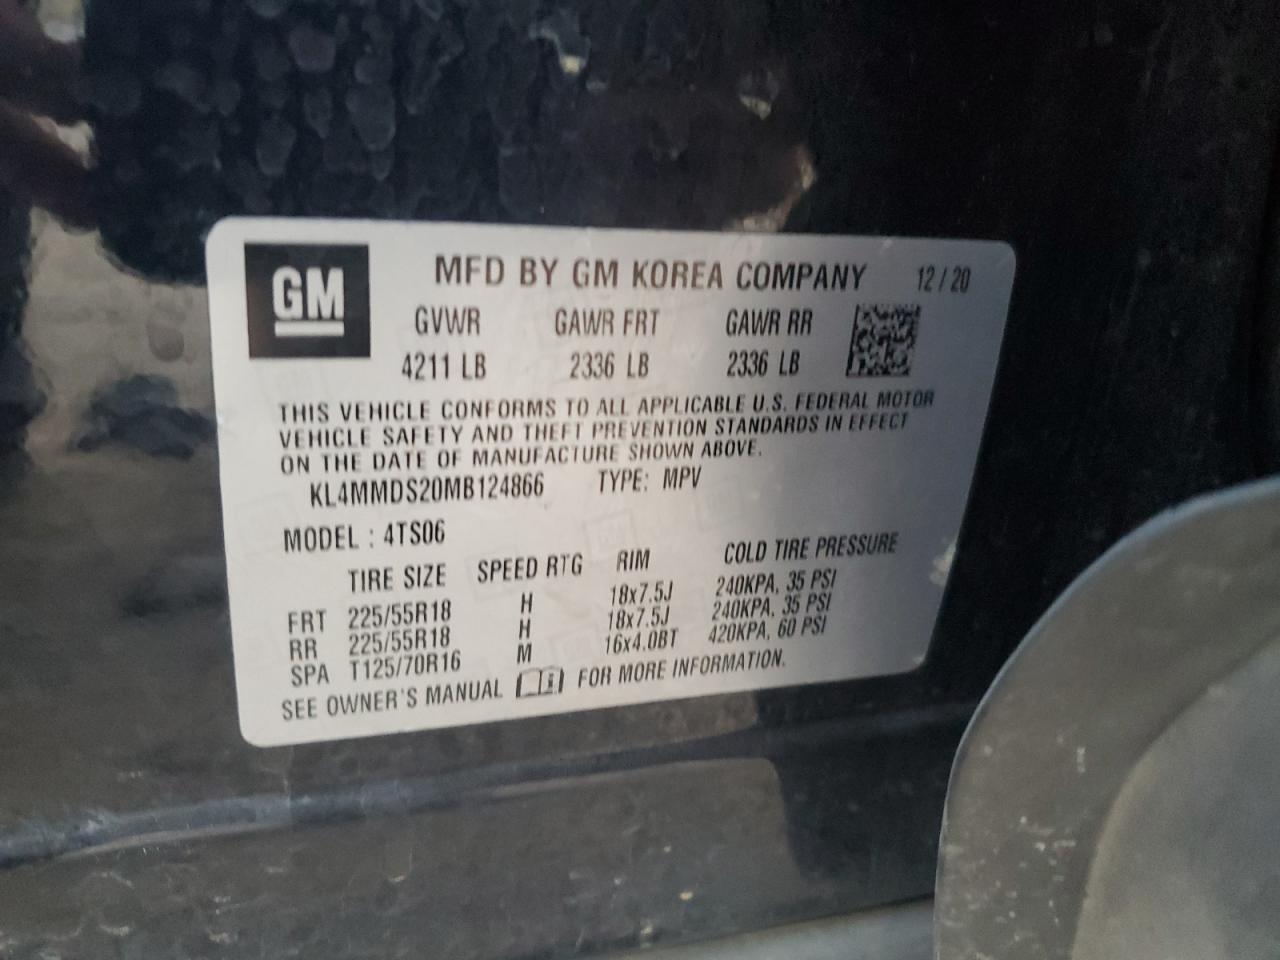 GM
MFD BY GM KOREA COMPANY 12/20
GVWR GAWR FRT GAWR RR
4211 LB 2336 LB 2336 LB
THIS VEHICLE CONFORMS TO ALL APPLICABLE U.S. FEDERAL MOTOR
VEHICLE SAFETY AND THEFT PREVENTION STANDARDS IN EFFECT
ON THE DATE OF MANUFACTURE SHOWN ABOVE.
KL4MMDS20MB124866 TYPE: MPV
MODEL : 4TS06
TIRE SIZE SPEED RTG RIM COLD TIRE PRESSURE
FRT 225/55R18 H 18x7.5J 240KPA, 35 PSI
RR 225/55R18 H 18x7.5J 240KPA, 35 PSI
SPA T125/70R16 M 16x4.0BT 420KPA, 60 PSI
SEE OWNER'S MANUAL FOR MORE INFORMATION.